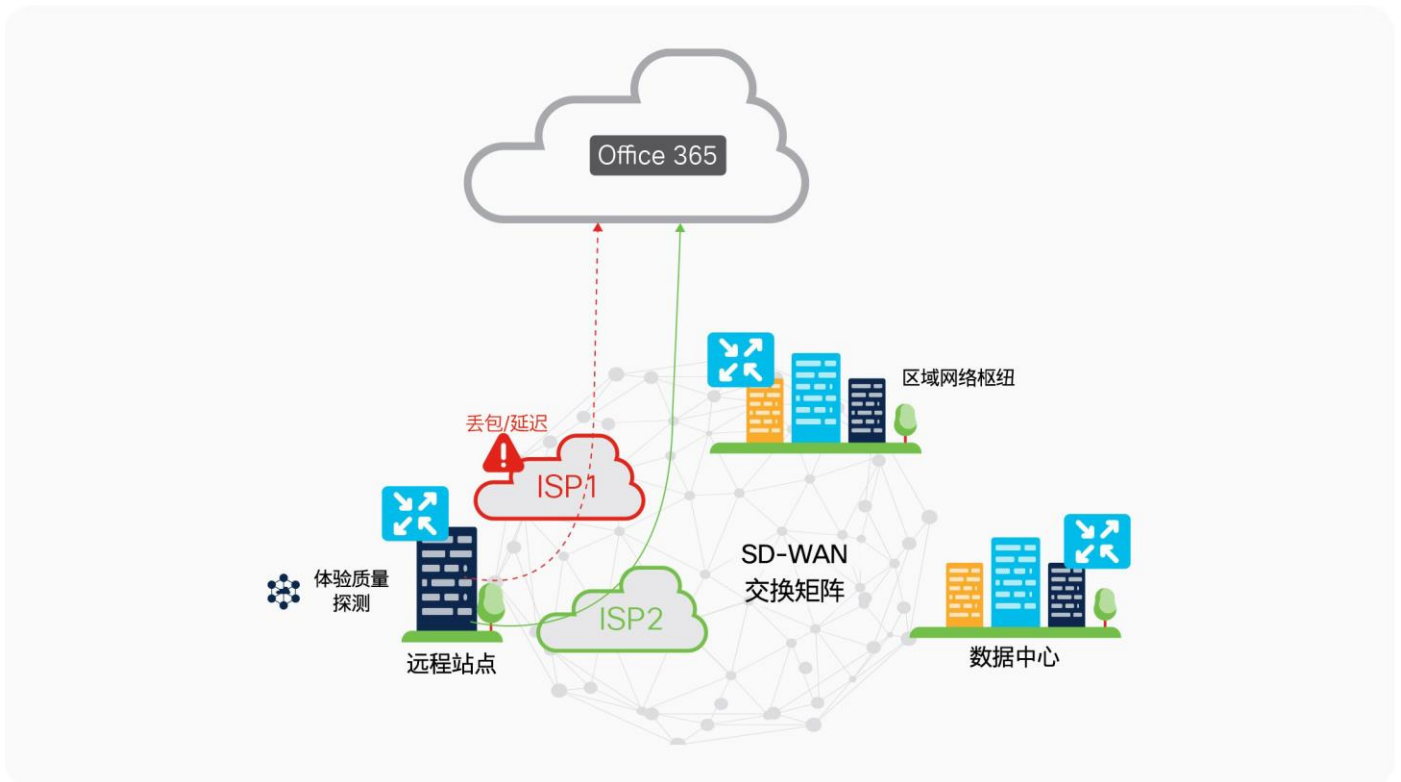 Office 365
区域网络枢纽
丢包/延迟
ISP1
SD-WAN
交换矩阵
体验质量
探测
ISP2
远程站点
数据中心